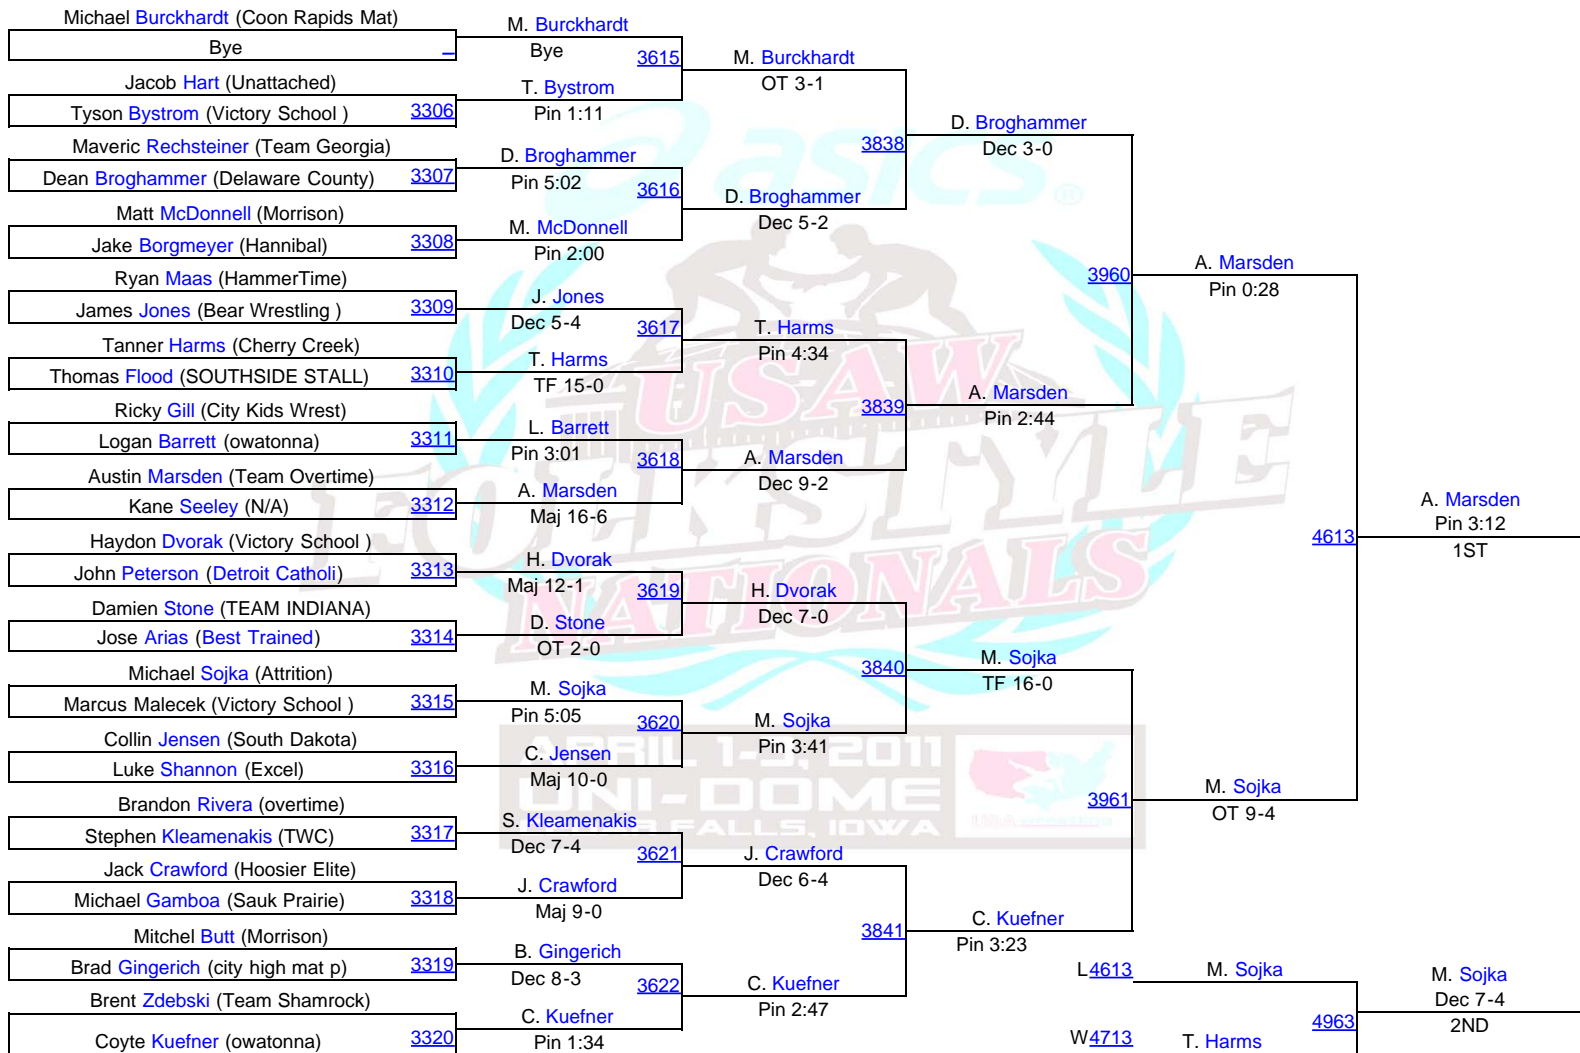 Michael Burckhardt (Coon Rapids Mat)
Bye
Jacob Hart (Unattached)
Tyson Bystrom (Victory School ) 3306
Maveric Rechsteiner (Team Georgia)
Dean Broghammer (Delaware County) 3307
Matt McDonnell (Morrison)
Jake Borgmeyer (Hannibal) 3308
Ryan Maas (HammerTime)
James Jones (Bear Wrestling ) 3309
Tanner Harms (Cherry Creek)
Thomas Flood (SOUTHSIDE STALL) 3310
Ricky Gill (City Kids Wrest)
Logan Barrett (owatonna) 3311
Austin Marsden (Team Overtime)
Kane Seeley (N/A) 3312
Haydon Dvorak (Victory School )
John Peterson (Detroit Catholi) 3313
Damien Stone (TEAM INDIANA)
Jose Arias (Best Trained) 3314
Michael Sojka (Attrition)
Marcus Malecek (Victory School ) 3315
Collin Jensen (South Dakota)
Luke Shannon (Excel) 3316
Brandon Rivera (overtime)
Stephen Kleamenakis (TWC) 3317
Jack Crawford (Hoosier Elite)
Michael Gamboa (Sauk Prairie) 3318
Mitchel Butt (Morrison)
Brad Gingerich (city high mat p) 3319
Brent Zdebski (Team Shamrock)
Coyte Kuefner (owatonna) 3320
M. Burckhardt
Bye
3615
T. Bystrom
Pin 1:11
D. Broghammer
Pin 5:02
3616
M. McDonnell
Pin 2:00
J. Jones
Dec 5-4
3617
T. Harms
TF 15-0
L. Barrett
Pin 3:01
3618
A. Marsden
Maj 16-6
H. Dvorak
Maj 12-1
3619
D. Stone
OT 2-0
M. Sojka
Pin 5:05
3620
C. Jensen
Maj 10-0
S. Kleamenakis
Dec 7-4
3621
J. Crawford
Maj 9-0
B. Gingerich
Dec 8-3
3622
C. Kuefner
Pin 1:34
M. Burckhardt
OT 3-1
3838
D. Broghammer
Dec 5-2
T. Harms
Pin 4:34
3839
A. Marsden
Dec 9-2
H. Dvorak
Dec 7-0
3840
M. Sojka
Pin 3:41
J. Crawford
Dec 6-4
3841
C. Kuefner
Pin 2:47
D. Broghammer
Dec 3-0
3960
A. Marsden
Pin 2:44
M. Sojka
TF 16-0
3961
C. Kuefner
Pin 3:23
A. Marsden
Pin 0:28
4613
M. Sojka
OT 9-4
A. Marsden
Pin 3:12
1ST
L4613 M. Sojka
4963
W4713 T. Harms
M. Sojka
Dec 7-4
2ND
asics ®
USAW
FOLKSTYLE
NATIONALS
APRIL 1-3, 2011
UNI-DOME
FALLS, IOWA
USA